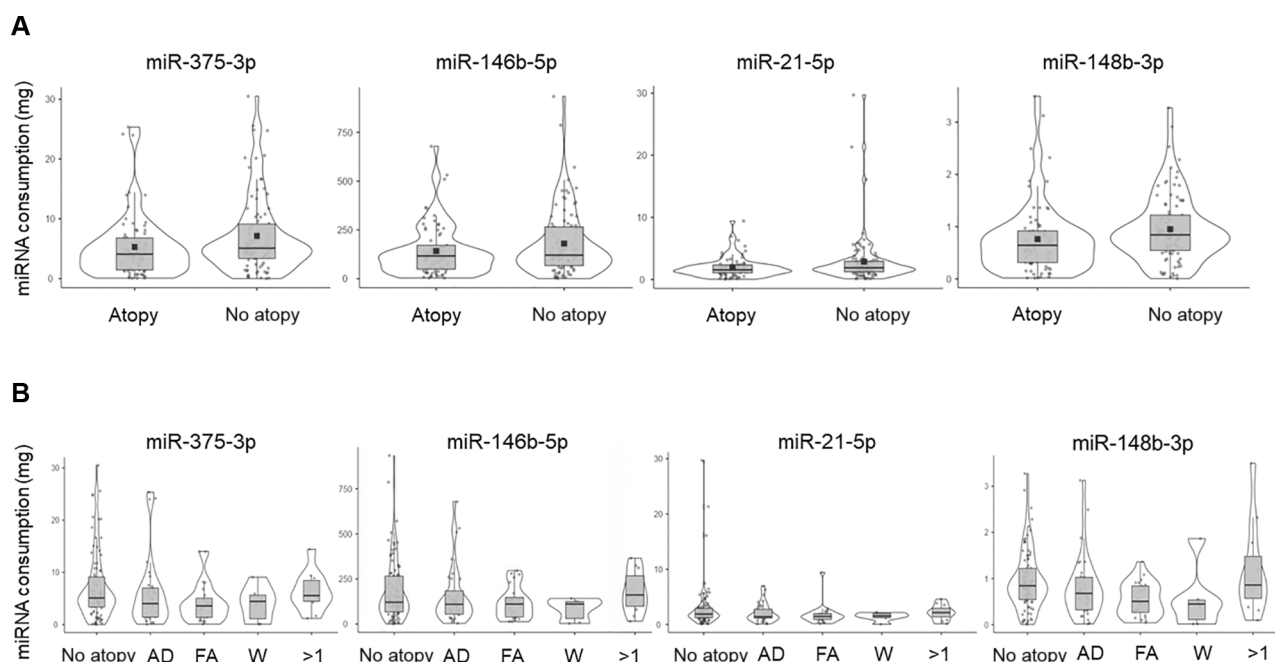 A
miR-375-3p miR-146b-5p miR-21-5p miR-148b-3p
miRNA consumption (mg)
30 20 10 0
750 500 250 0
30 20 10 0
3 2 1 0
Atopy No atopy Atopy No atopy Atopy No atopy Atopy No atopy
B
miR-375-3p miR-146b-5p miR-21-5p miR-148b-3p
miRNA consumption (mg)
30 20 10 0
750 500 250 0
30 20 10 0
3 2 1 0
No atopy AD FA W >1 No atopy AD FA W >1 No atopy AD FA W >1 No atopy AD FA W >1